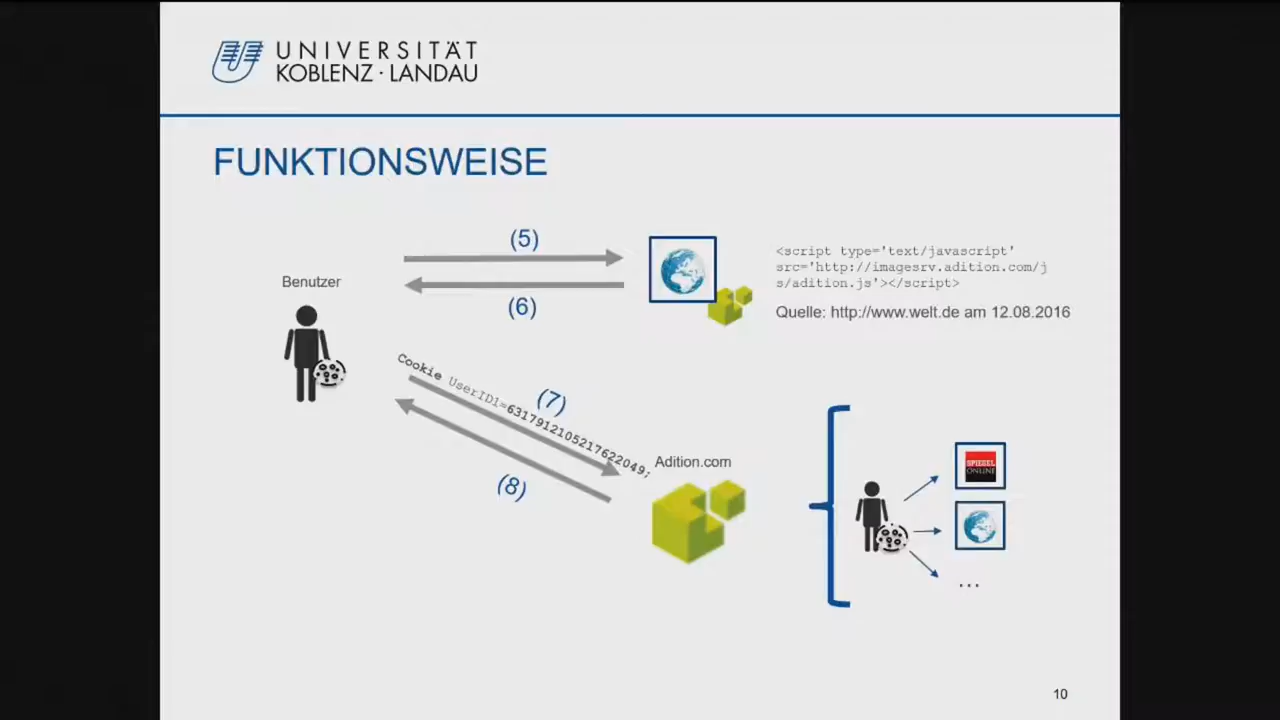 UNIVERSITÄT
KOBLENZ · LANDAU
FUNKTIONSWEISE
(5)
Benutzer
(6)
<script type='text/javascript'
src='http://imagesrv.adition.com/j
s/adition.js'></script>
Quelle: http://www.welt.de am 12.08.2016
Cookie UserID1=6317912105217622049;
(7)
(8)
Adition.com
SPIEGEL
ONLINE
...
10